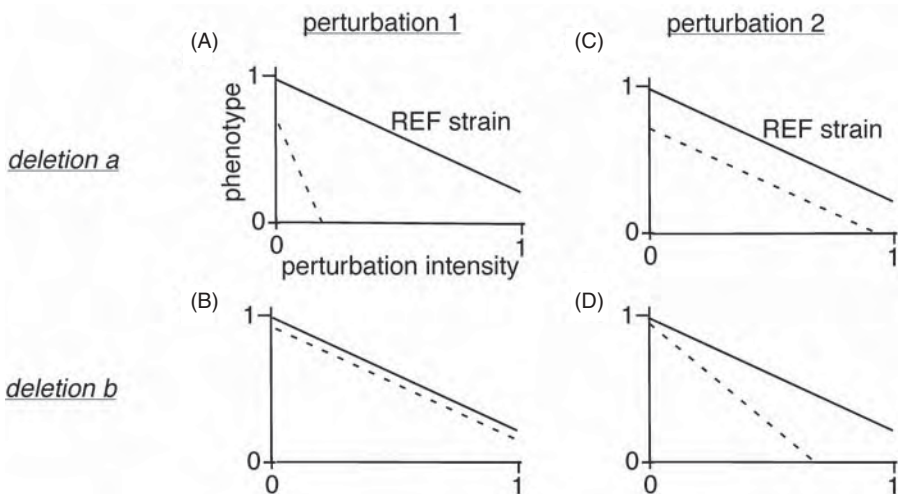 perturbation 1
perturbation 2
(A)
(C)
deletion a
phenotype
1
0
REF strain
0
1
perturbation intensity
1
0
REF strain
0
1
(B)
(D)
deletion b
1
0
0
1
1
0
0
1